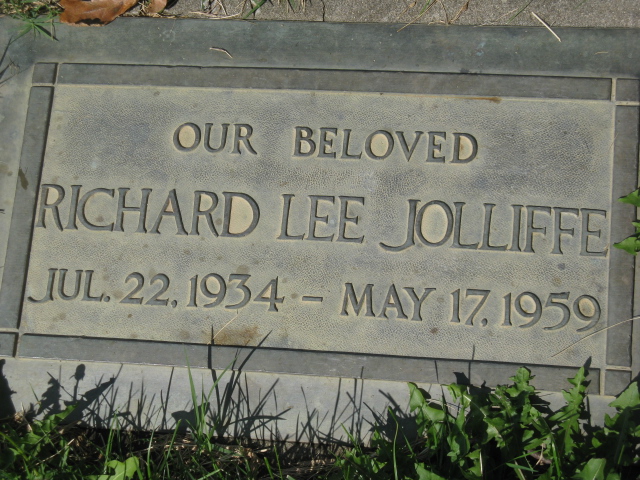 OUR BELOVED
RICHARD LEE JOLLIFFE
JUL. 22, 1934 – MAY 17, 1959